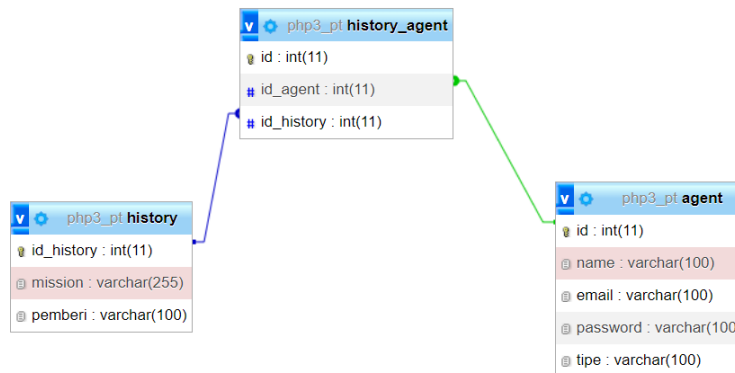 v php3_pt history_agent
id : int(11)
# id_agent : int(11)
# id_history : int(11)
v php3_pt history
id_history : int(11)
mission : varchar(255)
pemberi : varchar(100)
v php3_pt agent
id : int(11)
name : varchar(100)
email : varchar(100)
password : varchar(100
tipe : varchar(100)